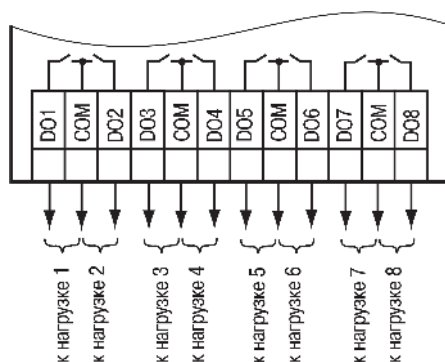 DO1
COM
DO2
DO3
COM
DO4
DO5
COM
DO6
DO7
COM
DO8
к нагрузке 1
к нагрузке 2
к нагрузке 3
к нагрузке 4
к нагрузке 5
к нагрузке 6
к нагрузке 7
к нагрузке 8